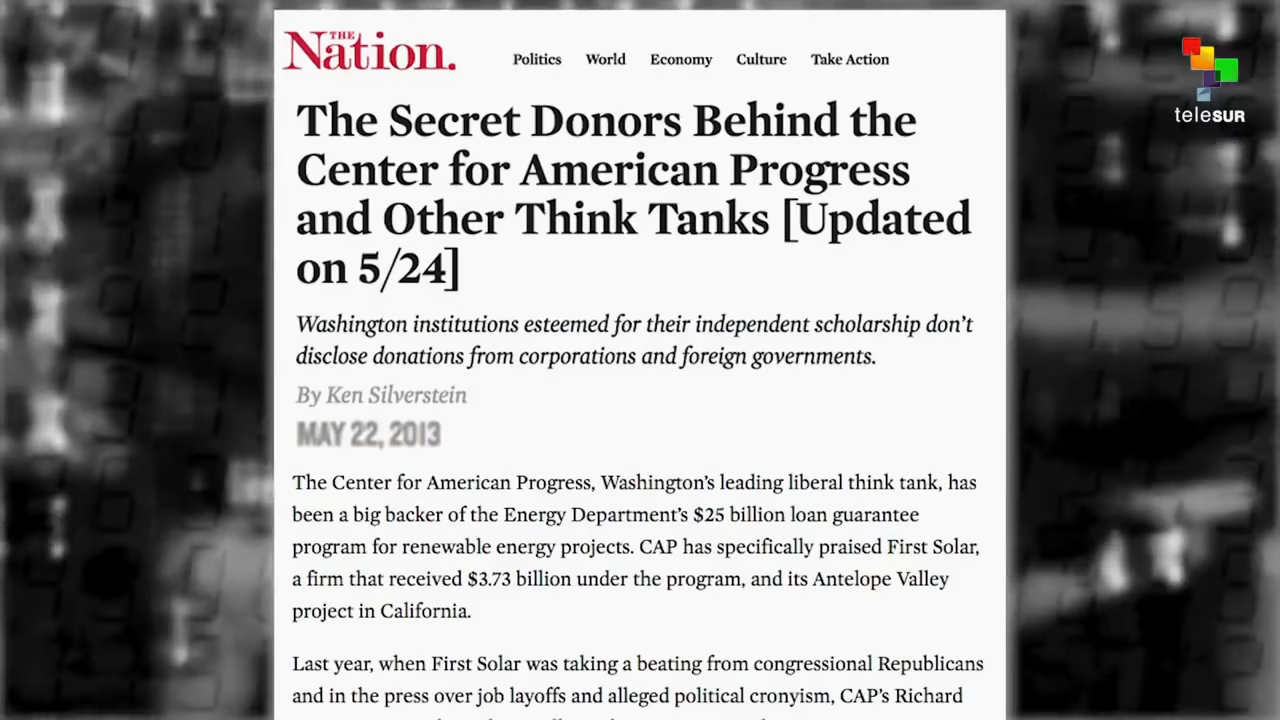 THE
Nation.
Politics World Economy Culture Take Action
teleSUR
The Secret Donors Behind the
Center for American Progress
and Other Think Tanks [Updated
on 5/24]
Washington institutions esteemed for their independent scholarship don’t
disclose donations from corporations and foreign governments.
By Ken Silverstein
MAY 22, 2013
The Center for American Progress, Washington’s leading liberal think tank, has
been a big backer of the Energy Department’s $25 billion loan guarantee
program for renewable energy projects. CAP has specifically praised First Solar,
a firm that received $3.73 billion under the program, and its Antelope Valley
project in California.
Last year, when First Solar was taking a beating from congressional Republicans
and in the press over job layoffs and alleged political cronyism, CAP’s Richard